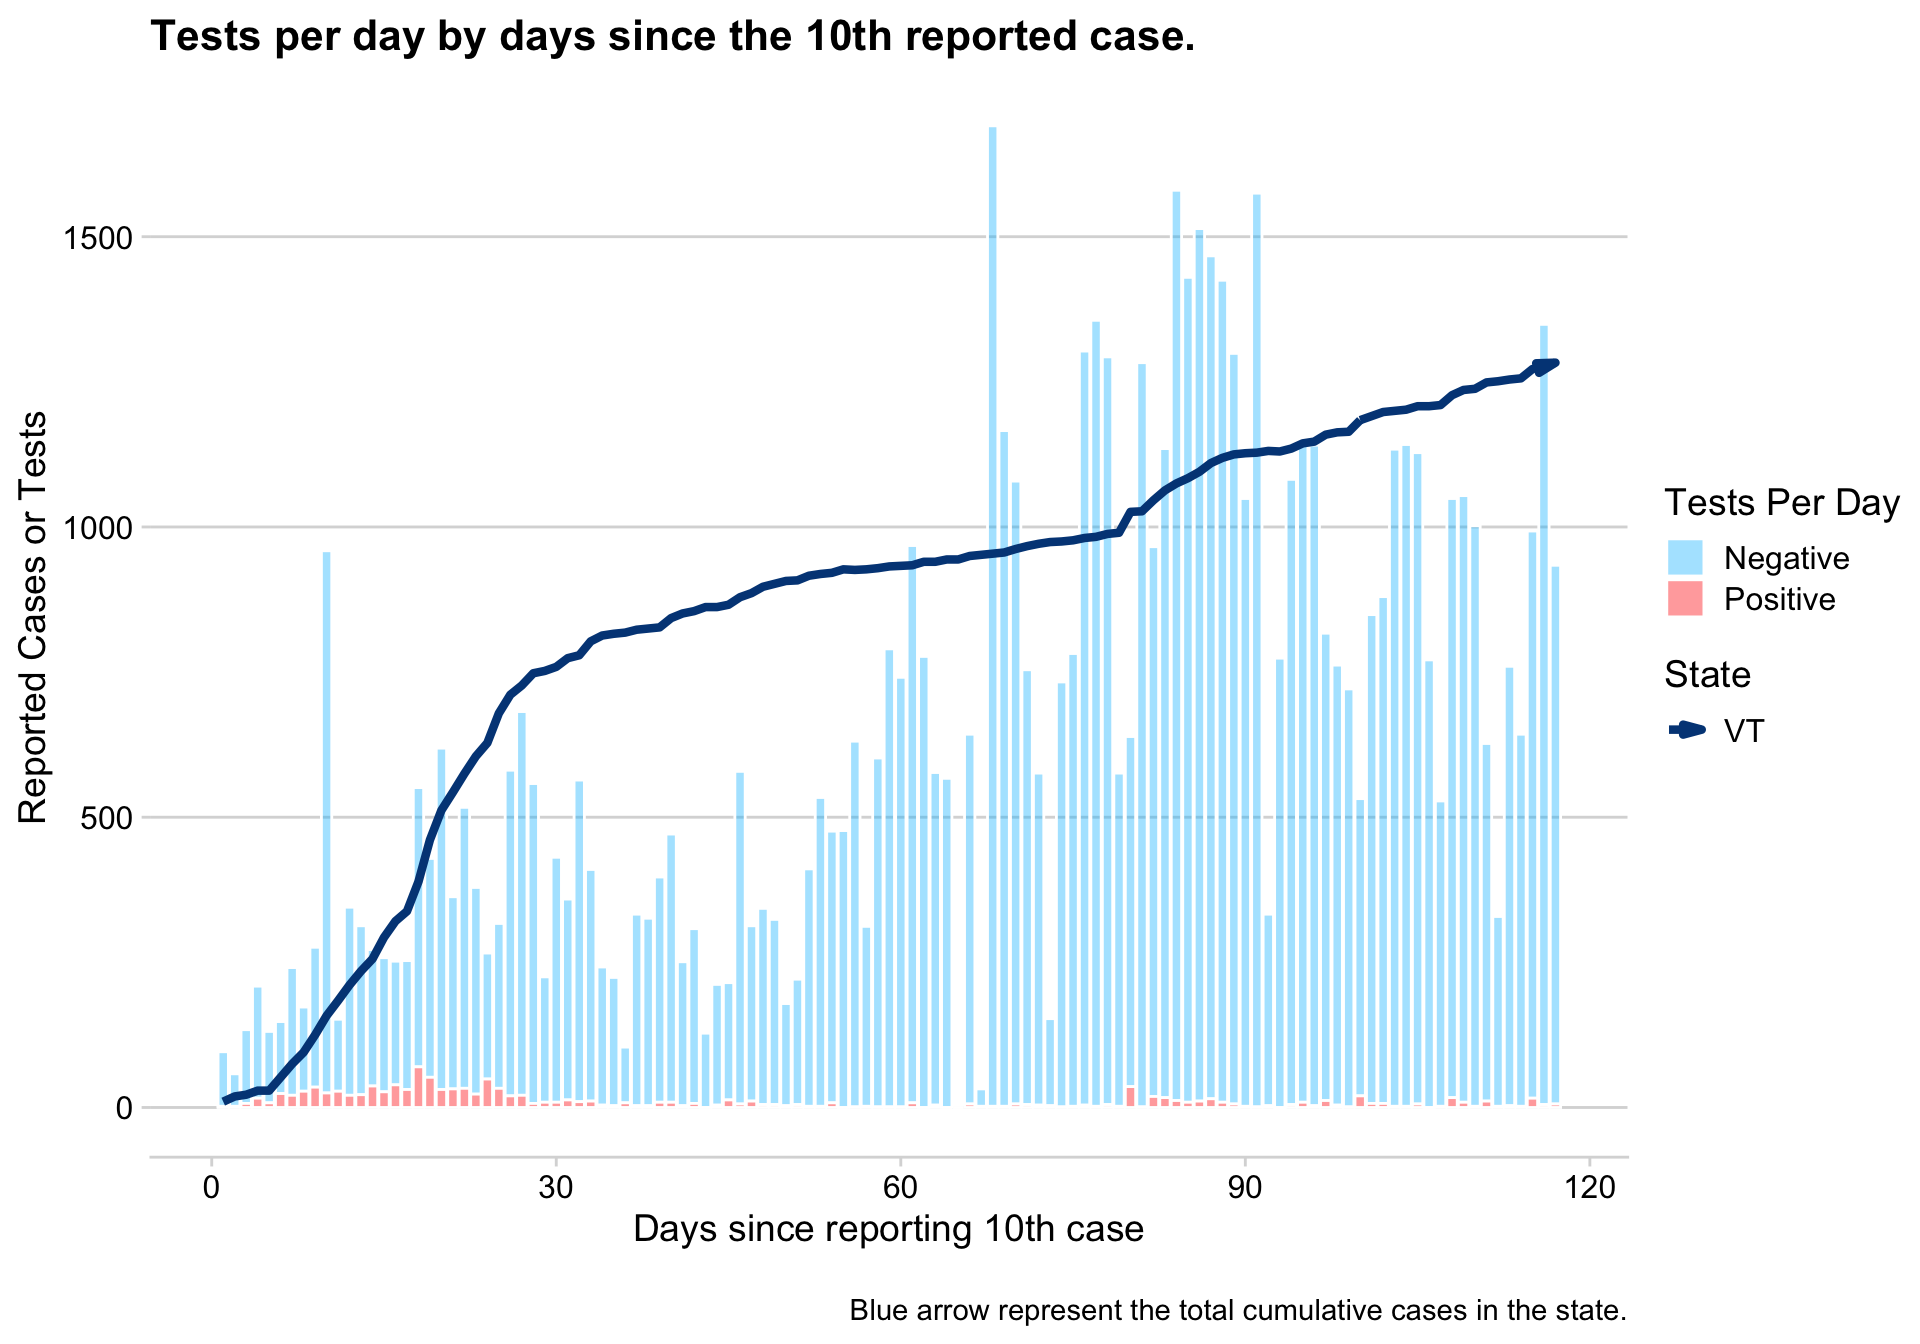 Tests per day by days since the 10th reported case.
Reported Cases or Tests
1500
1000
500
0
0 30 60 90 120
Days since reporting 10th case
Tests Per Day
Negative
Positive
State
VT
Blue arrow represent the total cumulative cases in the state.